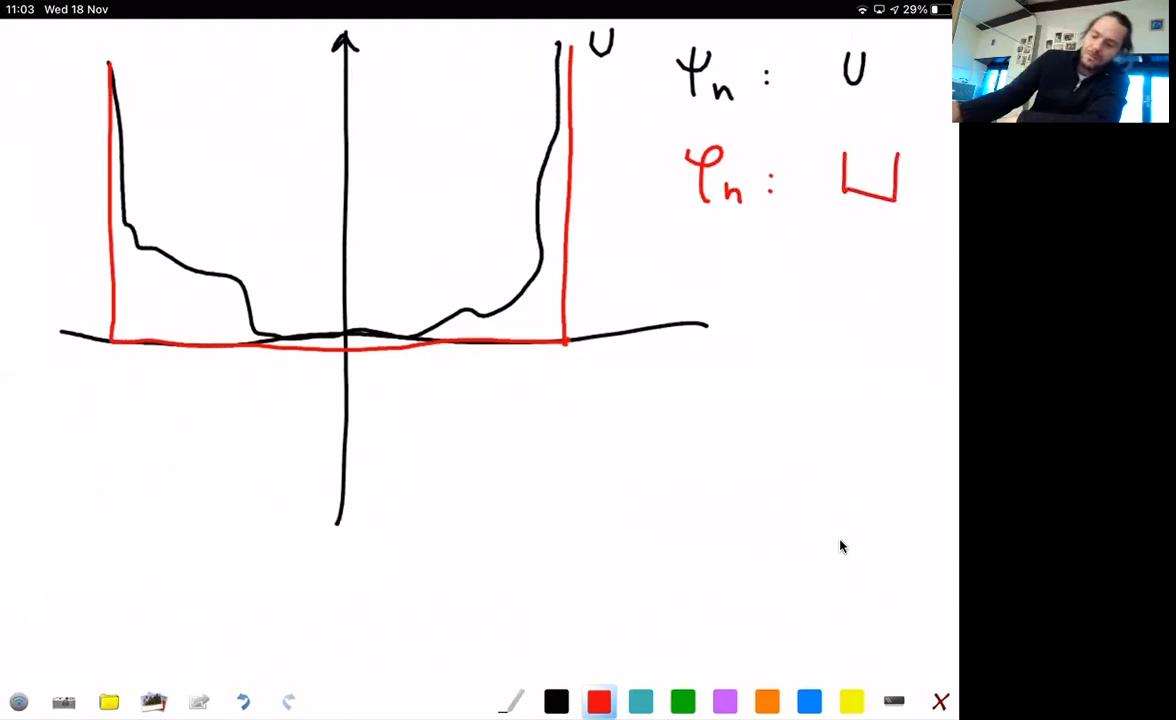 11:03 Wed 18 Nov 29%
U
ψn : U
φn :